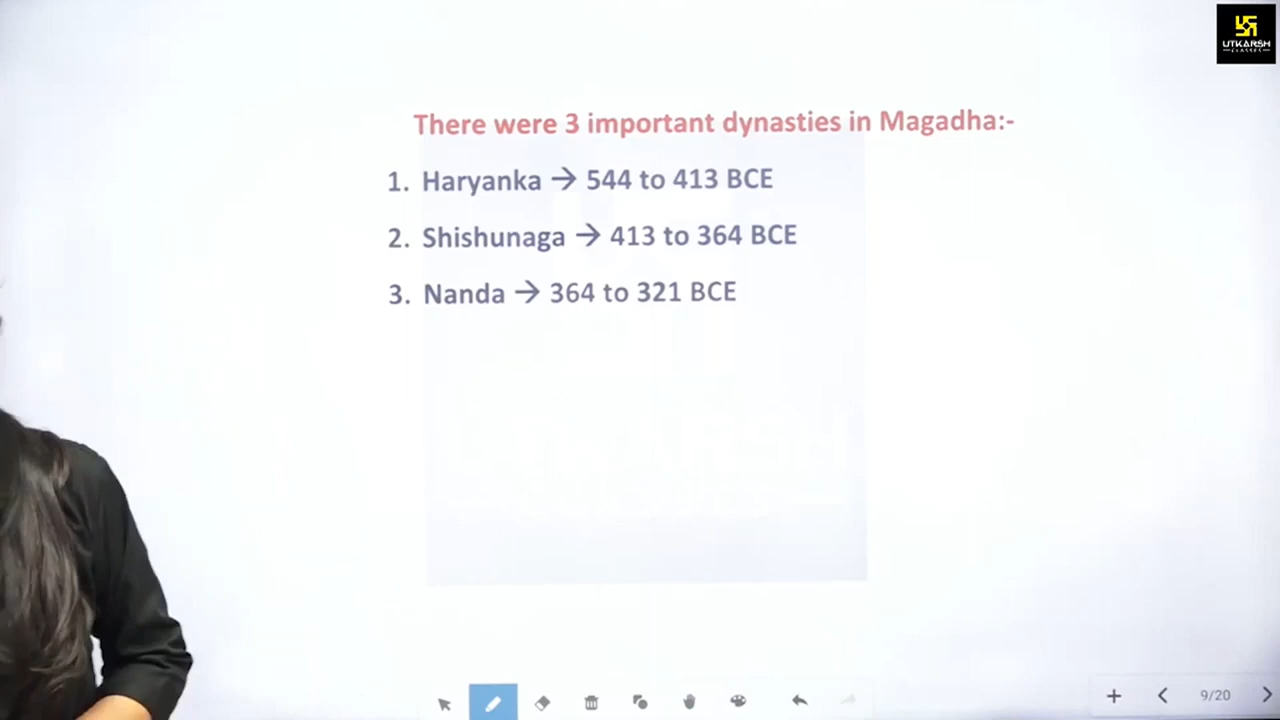 UTKARSH
CLASSES
There were 3 important dynasties in Magadha:-
1. Haryanka → 544 to 413 BCE
2. Shishunaga → 413 to 364 BCE
3. Nanda → 364 to 321 BCE
9/20